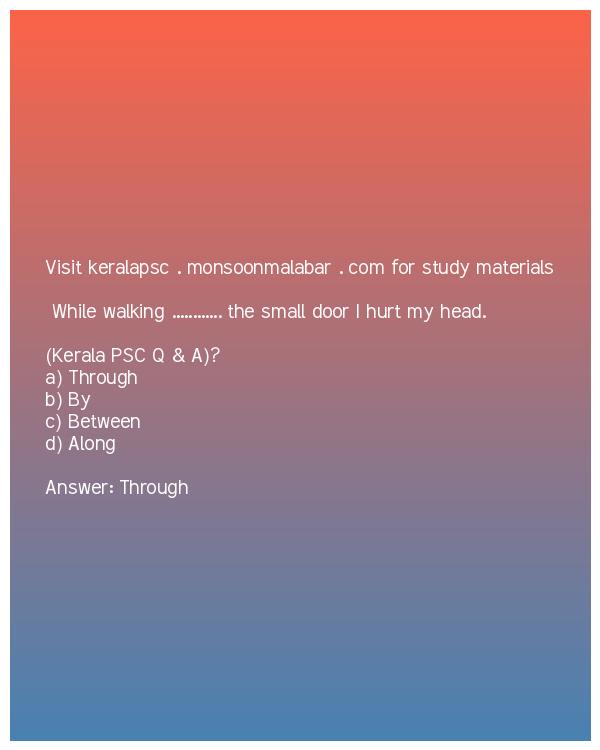 Visit keralapsc . monsoonmalabar . com for study materials
While walking ............ the small door I hurt my head.
(Kerala PSC Q & A)?
a) Through
b) By
c) Between
d) Along
Answer: Through